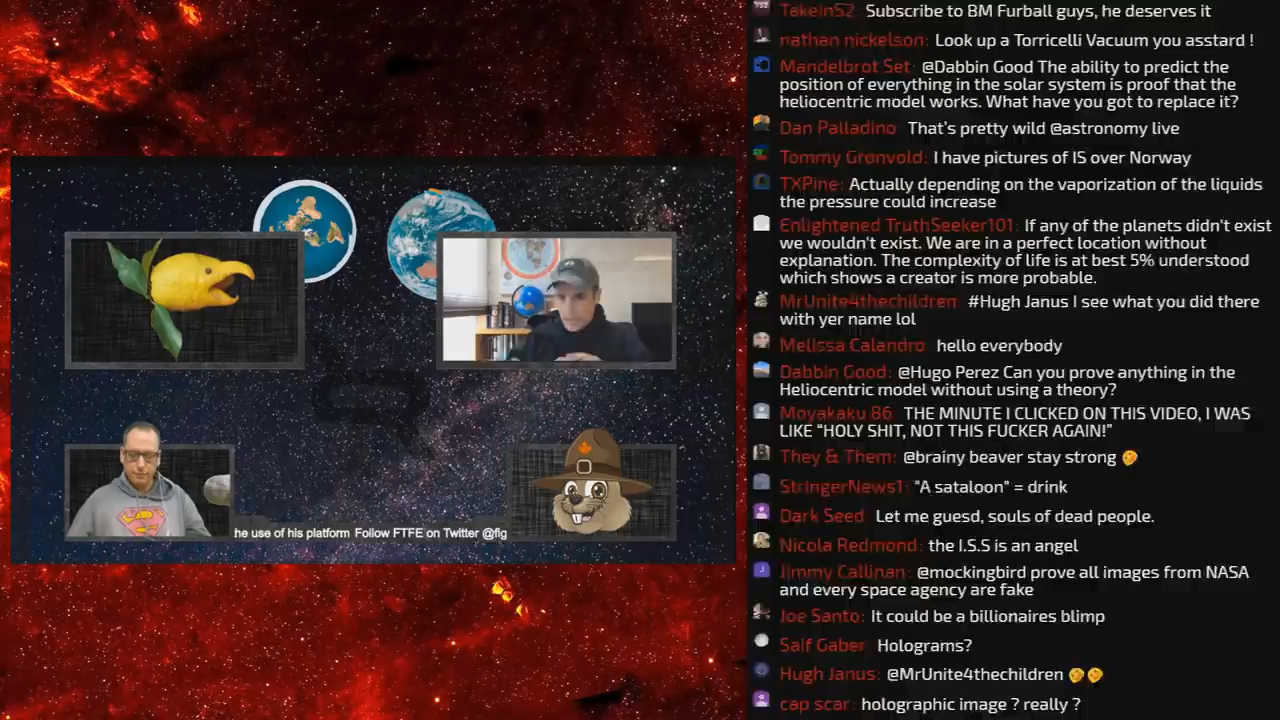 he use of his platform Follow FTFE on Twitter @fig
TakeIn52: Subscribe to BM Furball guys, he deserves it
nathan nickelson: Look up a Torricelli Vacuum you asstard !
Mandelbrot Set: @Dabbin Good The ability to predict the
position of everything in the solar system is proof that the
heliocentric model works. What have you got to replace it?
Dan Palladino: That's pretty wild @astronomy live
Tommy Grønvold: I have pictures of IS over Norway
TXPine: Actually depending on the vaporization of the liquids
the pressure could increase
Enlightened TruthSeeker101: If any of the planets didn't exist
we wouldn't exist. We are in a perfect location without
explanation. The complexity of life is at best 5% understood
which shows a creator is more probable.
MrUnite4thechildren: #Hugh Janus I see what you did there
with yer name lol
Melissa Calandro: hello everybody
Dabbin Good: @Hugo Perez Can you prove anything in the
Heliocentric model without using a theory?
Moyakaku 86: THE MINUTE I CLICKED ON THIS VIDEO, I WAS
LIKE “HOLY SHIT, NOT THIS FUCKER AGAIN!”
They & Them: @brainy beaver stay strong
StringerNews1: "A sataloon" = drink
Dark Seed: Let me guesd, souls of dead people.
Nicola Redmond: the I.S.S is an angel
Jimmy Callinan: @mockingbird prove all images from NASA
and every space agency are fake
Joe Santo: It could be a billionaires blimp
Saif Gaber: Holograms?
Hugh Janus: @MrUnite4thechildren
cap scar: holographic image ? really ?